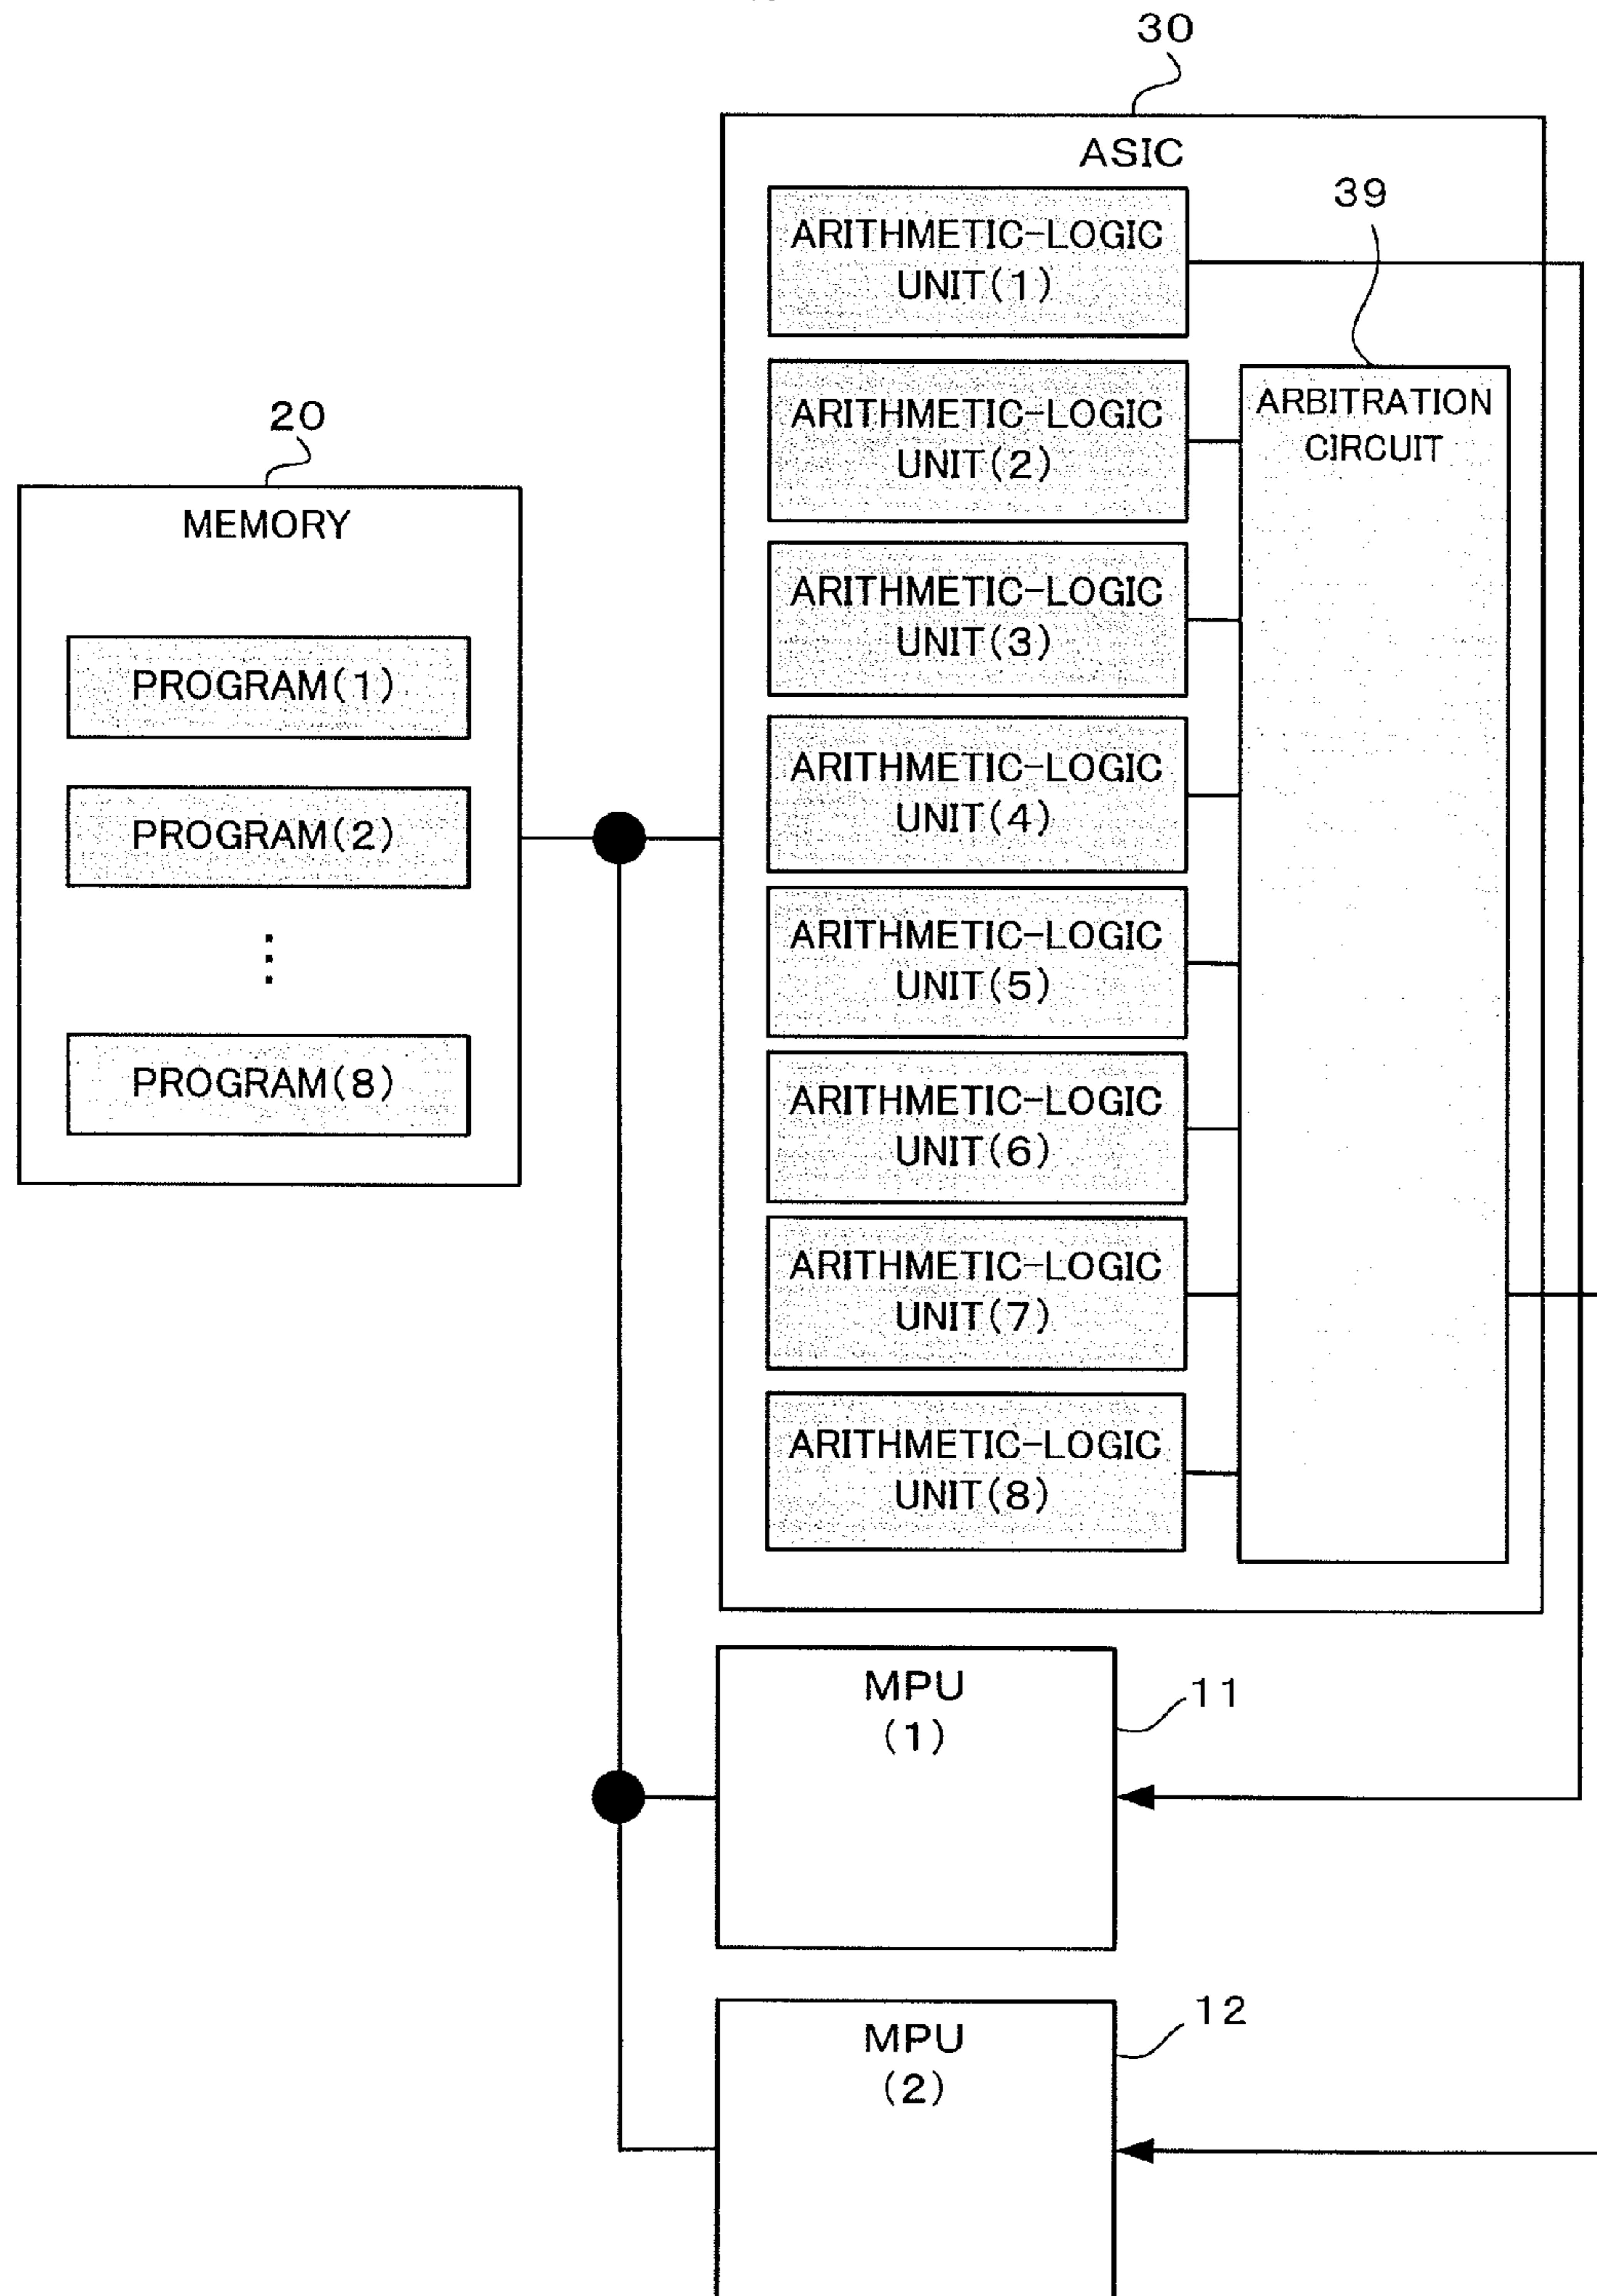 30
ASIC
39
ARITHMETIC-LOGIC
UNIT(1)
ARITHMETIC-LOGIC
UNIT(2)
ARBITRATION
CIRCUIT
20
MEMORY
ARITHMETIC-LOGIC
UNIT(3)
PROGRAM(1)
ARITHMETIC-LOGIC
UNIT(4)
PROGRAM(2)
ARITHMETIC-LOGIC
UNIT(5)
⋮
PROGRAM(8)
ARITHMETIC-LOGIC
UNIT(6)
ARITHMETIC-LOGIC
UNIT(7)
ARITHMETIC-LOGIC
UNIT(8)
MPU
(1)
11
MPU
(2)
12